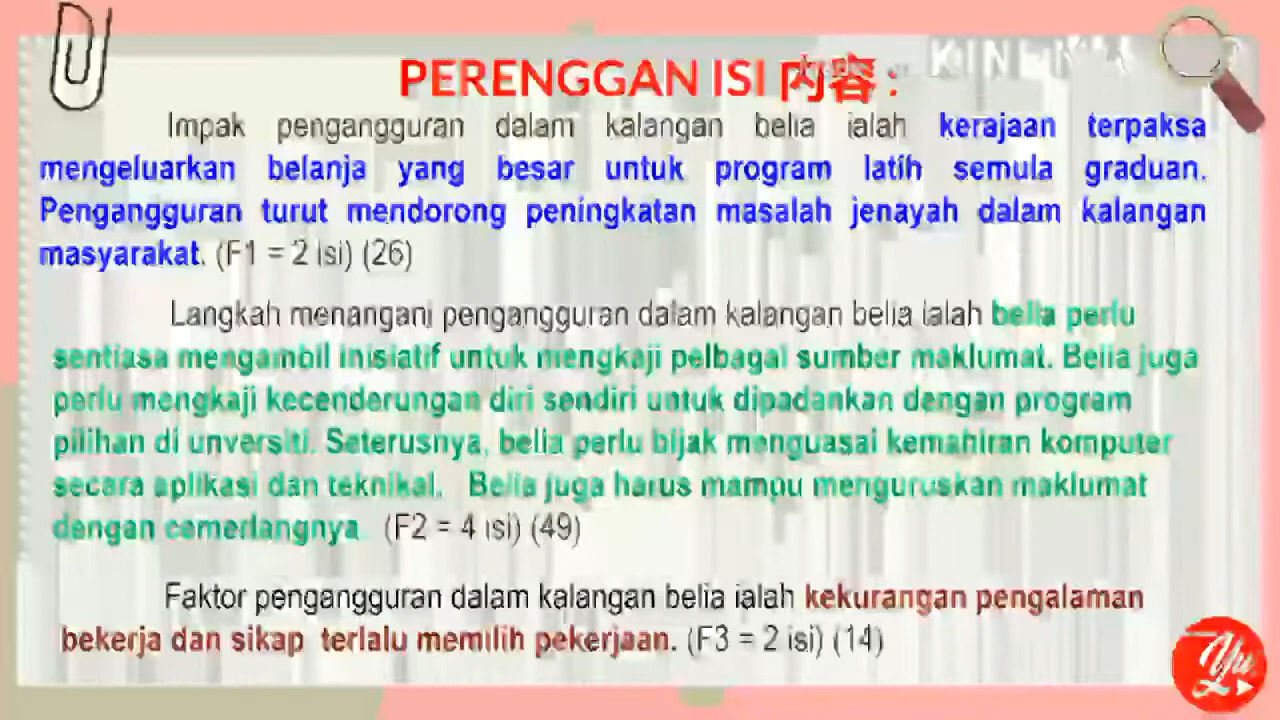 KINEMA
PERENGGAN ISI 内容 :
Impak pengangguran dalam kalangan belia ialah kerajaan terpaksa
mengeluarkan belanja yang besar untuk program latih semula graduan.
Pengangguran turut mendorong peningkatan masalah jenayah dalam kalangan
masyarakat. (F1 = 2 isi) (26)
Langkah menangani pengangguran dalam kalangan belia ialah belia perlu
sentiasa mengambil inisiatif untuk mengkaji pelbagai sumber maklumat. Belia juga
perlu mengkaji kecenderungan diri sendiri untuk dipadankan dengan program
pilihan di unversiti. Seterusnya, belia perlu bijak menguasai kemahiran komputer
secara aplikasi dan teknikal. Belia juga harus mampu menguruskan maklumat
dengan cemerlangnya (F2 = 4 isi) (49)
Faktor pengangguran dalam kalangan belia ialah kekurangan pengalaman
bekerja dan sikap terlalu memilih pekerjaan. (F3 = 2 isi) (14)
Yu